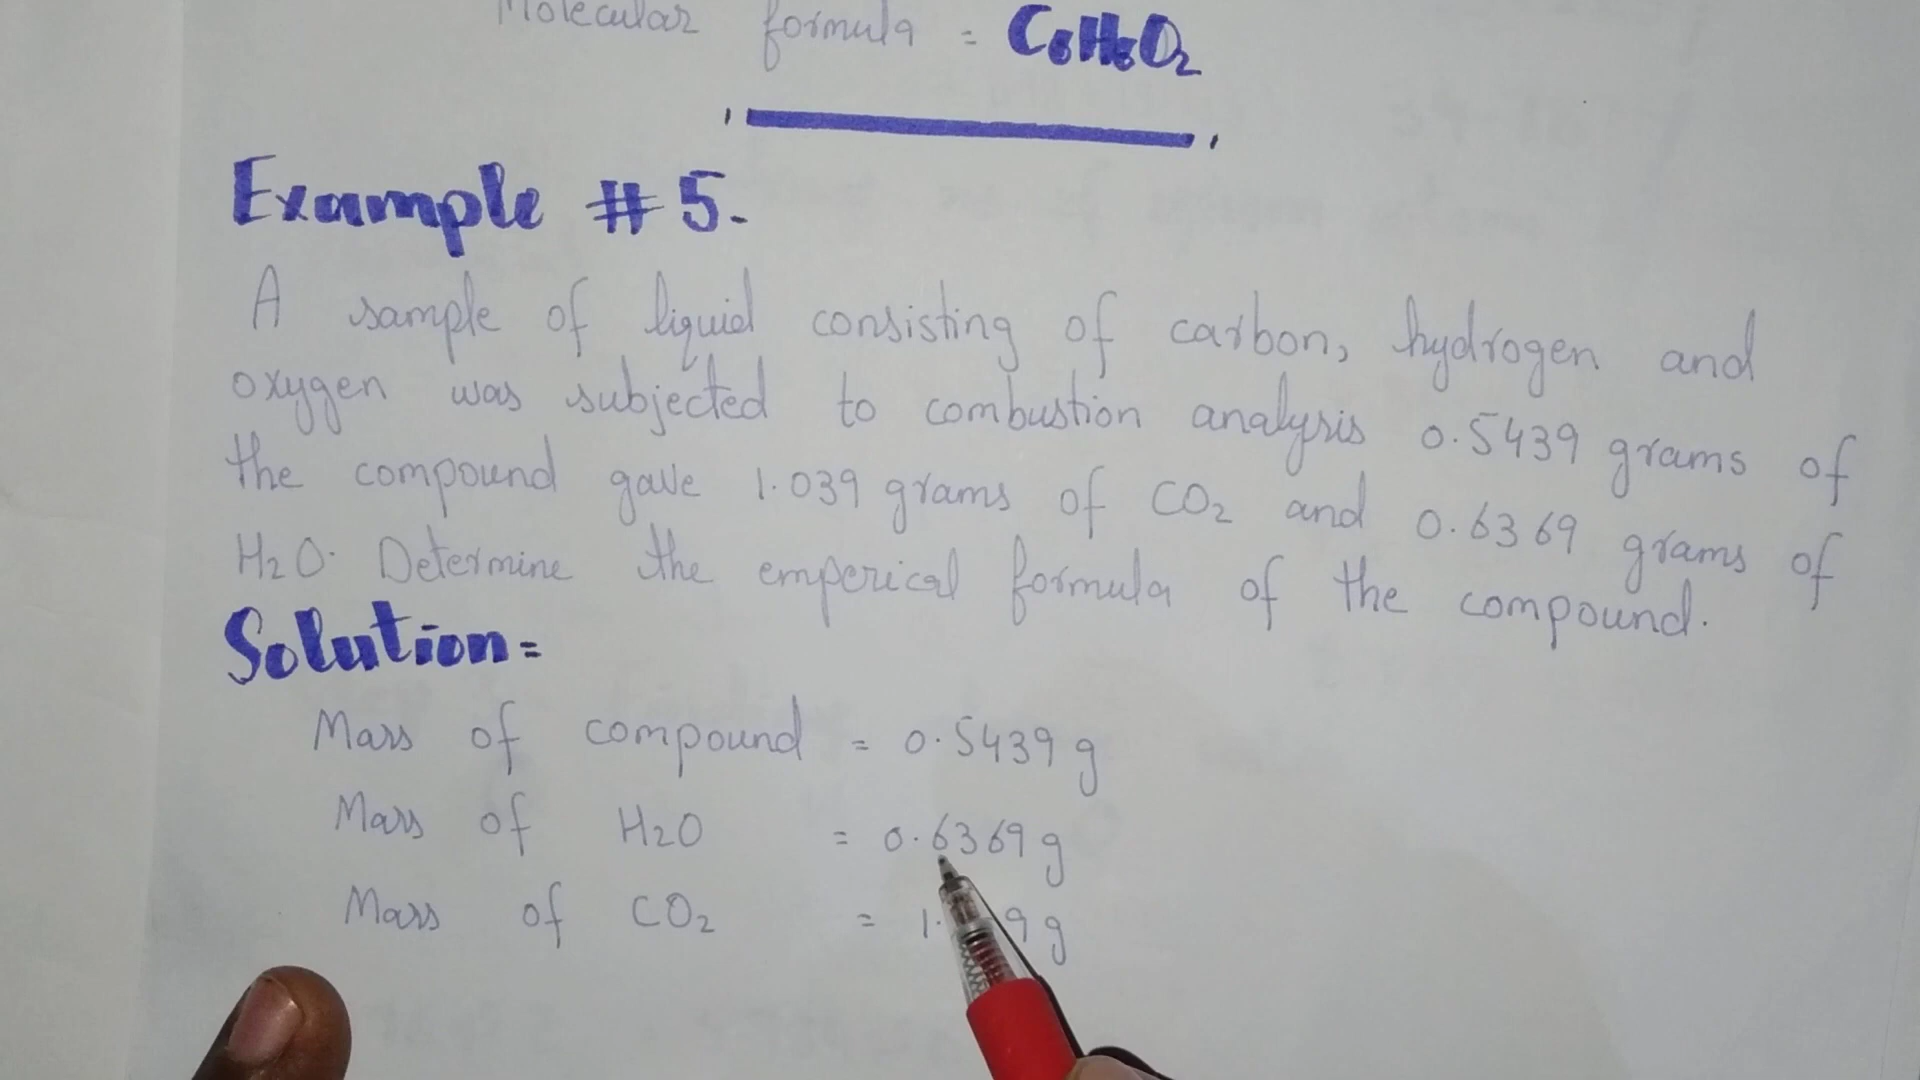 Molecular formula = C6H6O2
Example # 5.
A sample of liquid consisting of carbon, hydrogen and
oxygen was subjected to combustion analysis 0.5439 grams of
the compound gave 1.039 grams of CO2 and 0.6369 grams of
H2O. Determine the emperical formula of the compound.
Solution=
Mass of compound = 0.5439 g
Mass of H2O = 0.6369 g
Mass of CO2 = 1. 9 g